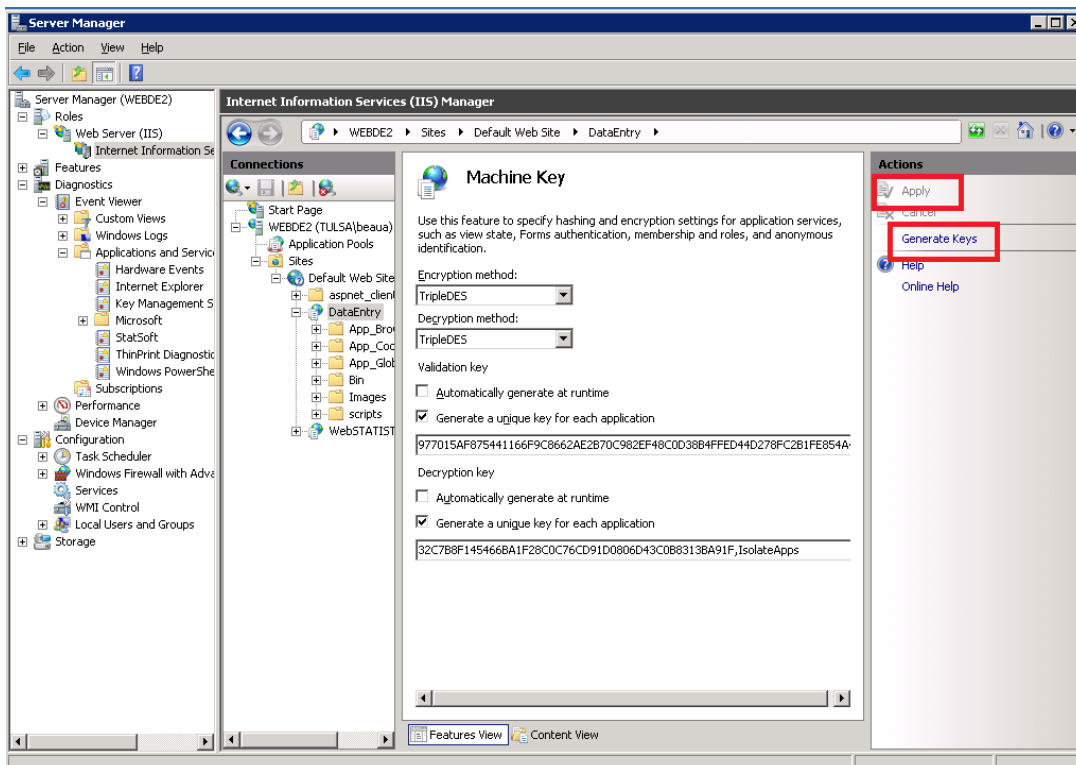 Server Manager
File Action View Help
Server Manager (WEBDE2)
Roles
Web Server (IIS)
Internet Information Se
Features
Diagnostics
Event Viewer
Custom Views
Windows Logs
Applications and Servic
Hardware Events
Internet Explorer
Key Management S
Microsoft
StatSoft
ThinPrint Diagnostic
Windows PowerShe
Subscriptions
Performance
Device Manager
Configuration
Task Scheduler
Windows Firewall with Adva
Services
WMI Control
Local Users and Groups
Storage
Internet Information Services (IIS) Manager
WEBDE2 Sites Default Web Site DataEntry
Connections
Start Page
WEBDE2 (TULSA\beaua)
Application Pools
Sites
Default Web Site
aspnet_client
DataEntry
App_Bro
App_Coc
App_Glob
Bin
Images
scripts
WebSTATIST
Machine Key
Use this feature to specify hashing and encryption settings for application services,
such as view state, Forms authentication, membership and roles, and anonymous
identification.
Encryption method:
TripleDES
Decryption method:
TripleDES
Validation key
Automatically generate at runtime
Generate a unique key for each application
977015AF875441166F9C8662AE2B70C982EF48C0D38B4FFED44D278FC2B1FE854A
Decryption key
Automatically generate at runtime
Generate a unique key for each application
32C7B8F145466BA1F28C0C76CD91D0806D43C0B8313BA91F,IsolateApps
Features View Content View
Actions
Apply
Cancel
Generate Keys
Help
Online Help